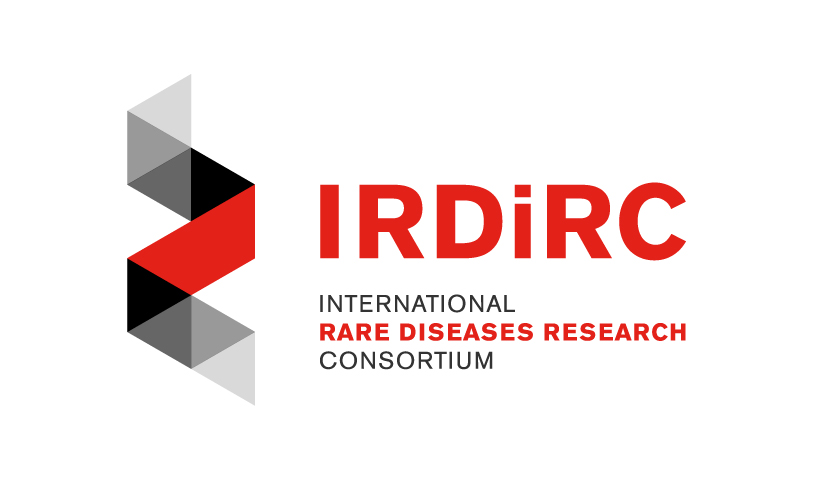 IRDiRC
INTERNATIONAL
RARE DISEASES RESEARCH
CONSORTIUM